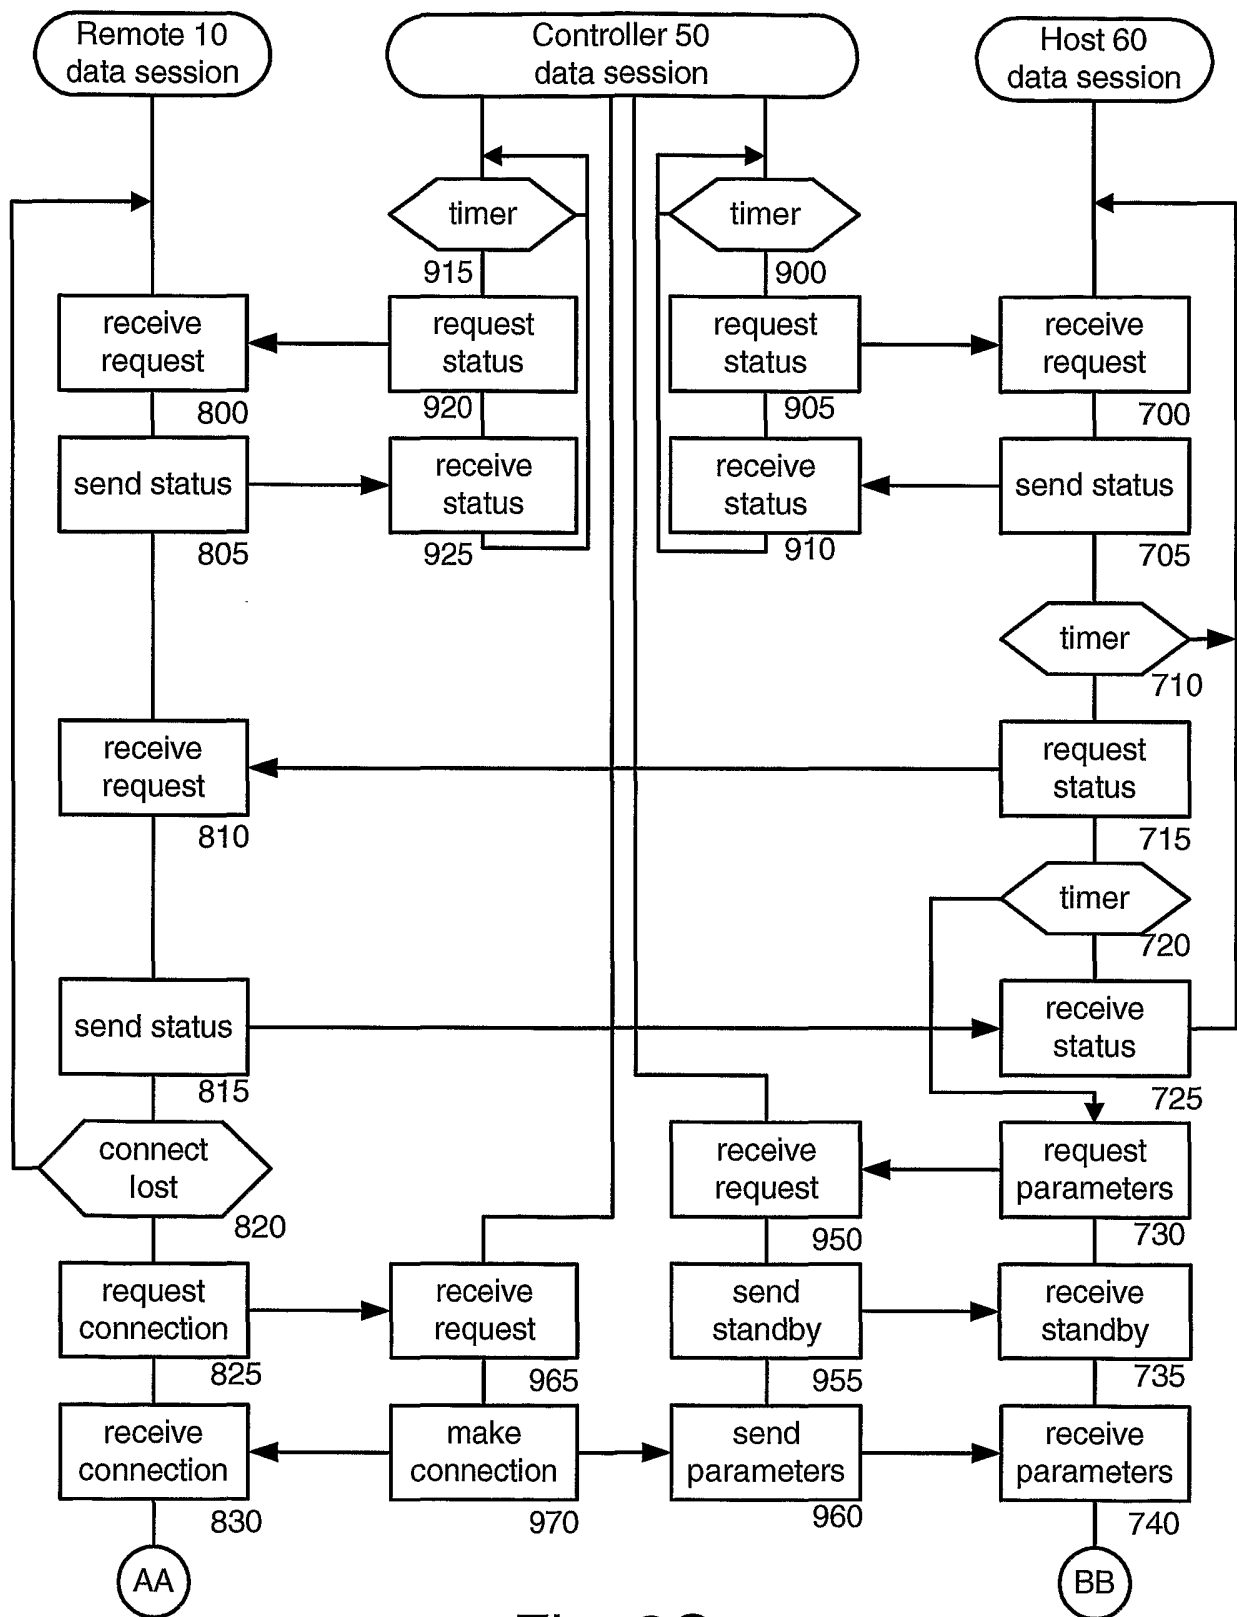 Remote 10
data session
Controller 50
data session
Host 60
data session
timer
915
timer
900
receive
request
800
request
status
920
request
status
905
receive
request
700
send status
805
receive
status
925
receive
status
910
send status
705
timer
710
receive
request
810
request
status
715
timer
720
send status
815
receive
status
725
connect
lost
820
receive
request
950
request
parameters
730
request
connection
825
receive
request
965
send
standby
955
receive
standby
735
receive
connection
830
make
connection
970
send
parameters
960
receive
parameters
740
AA
BB